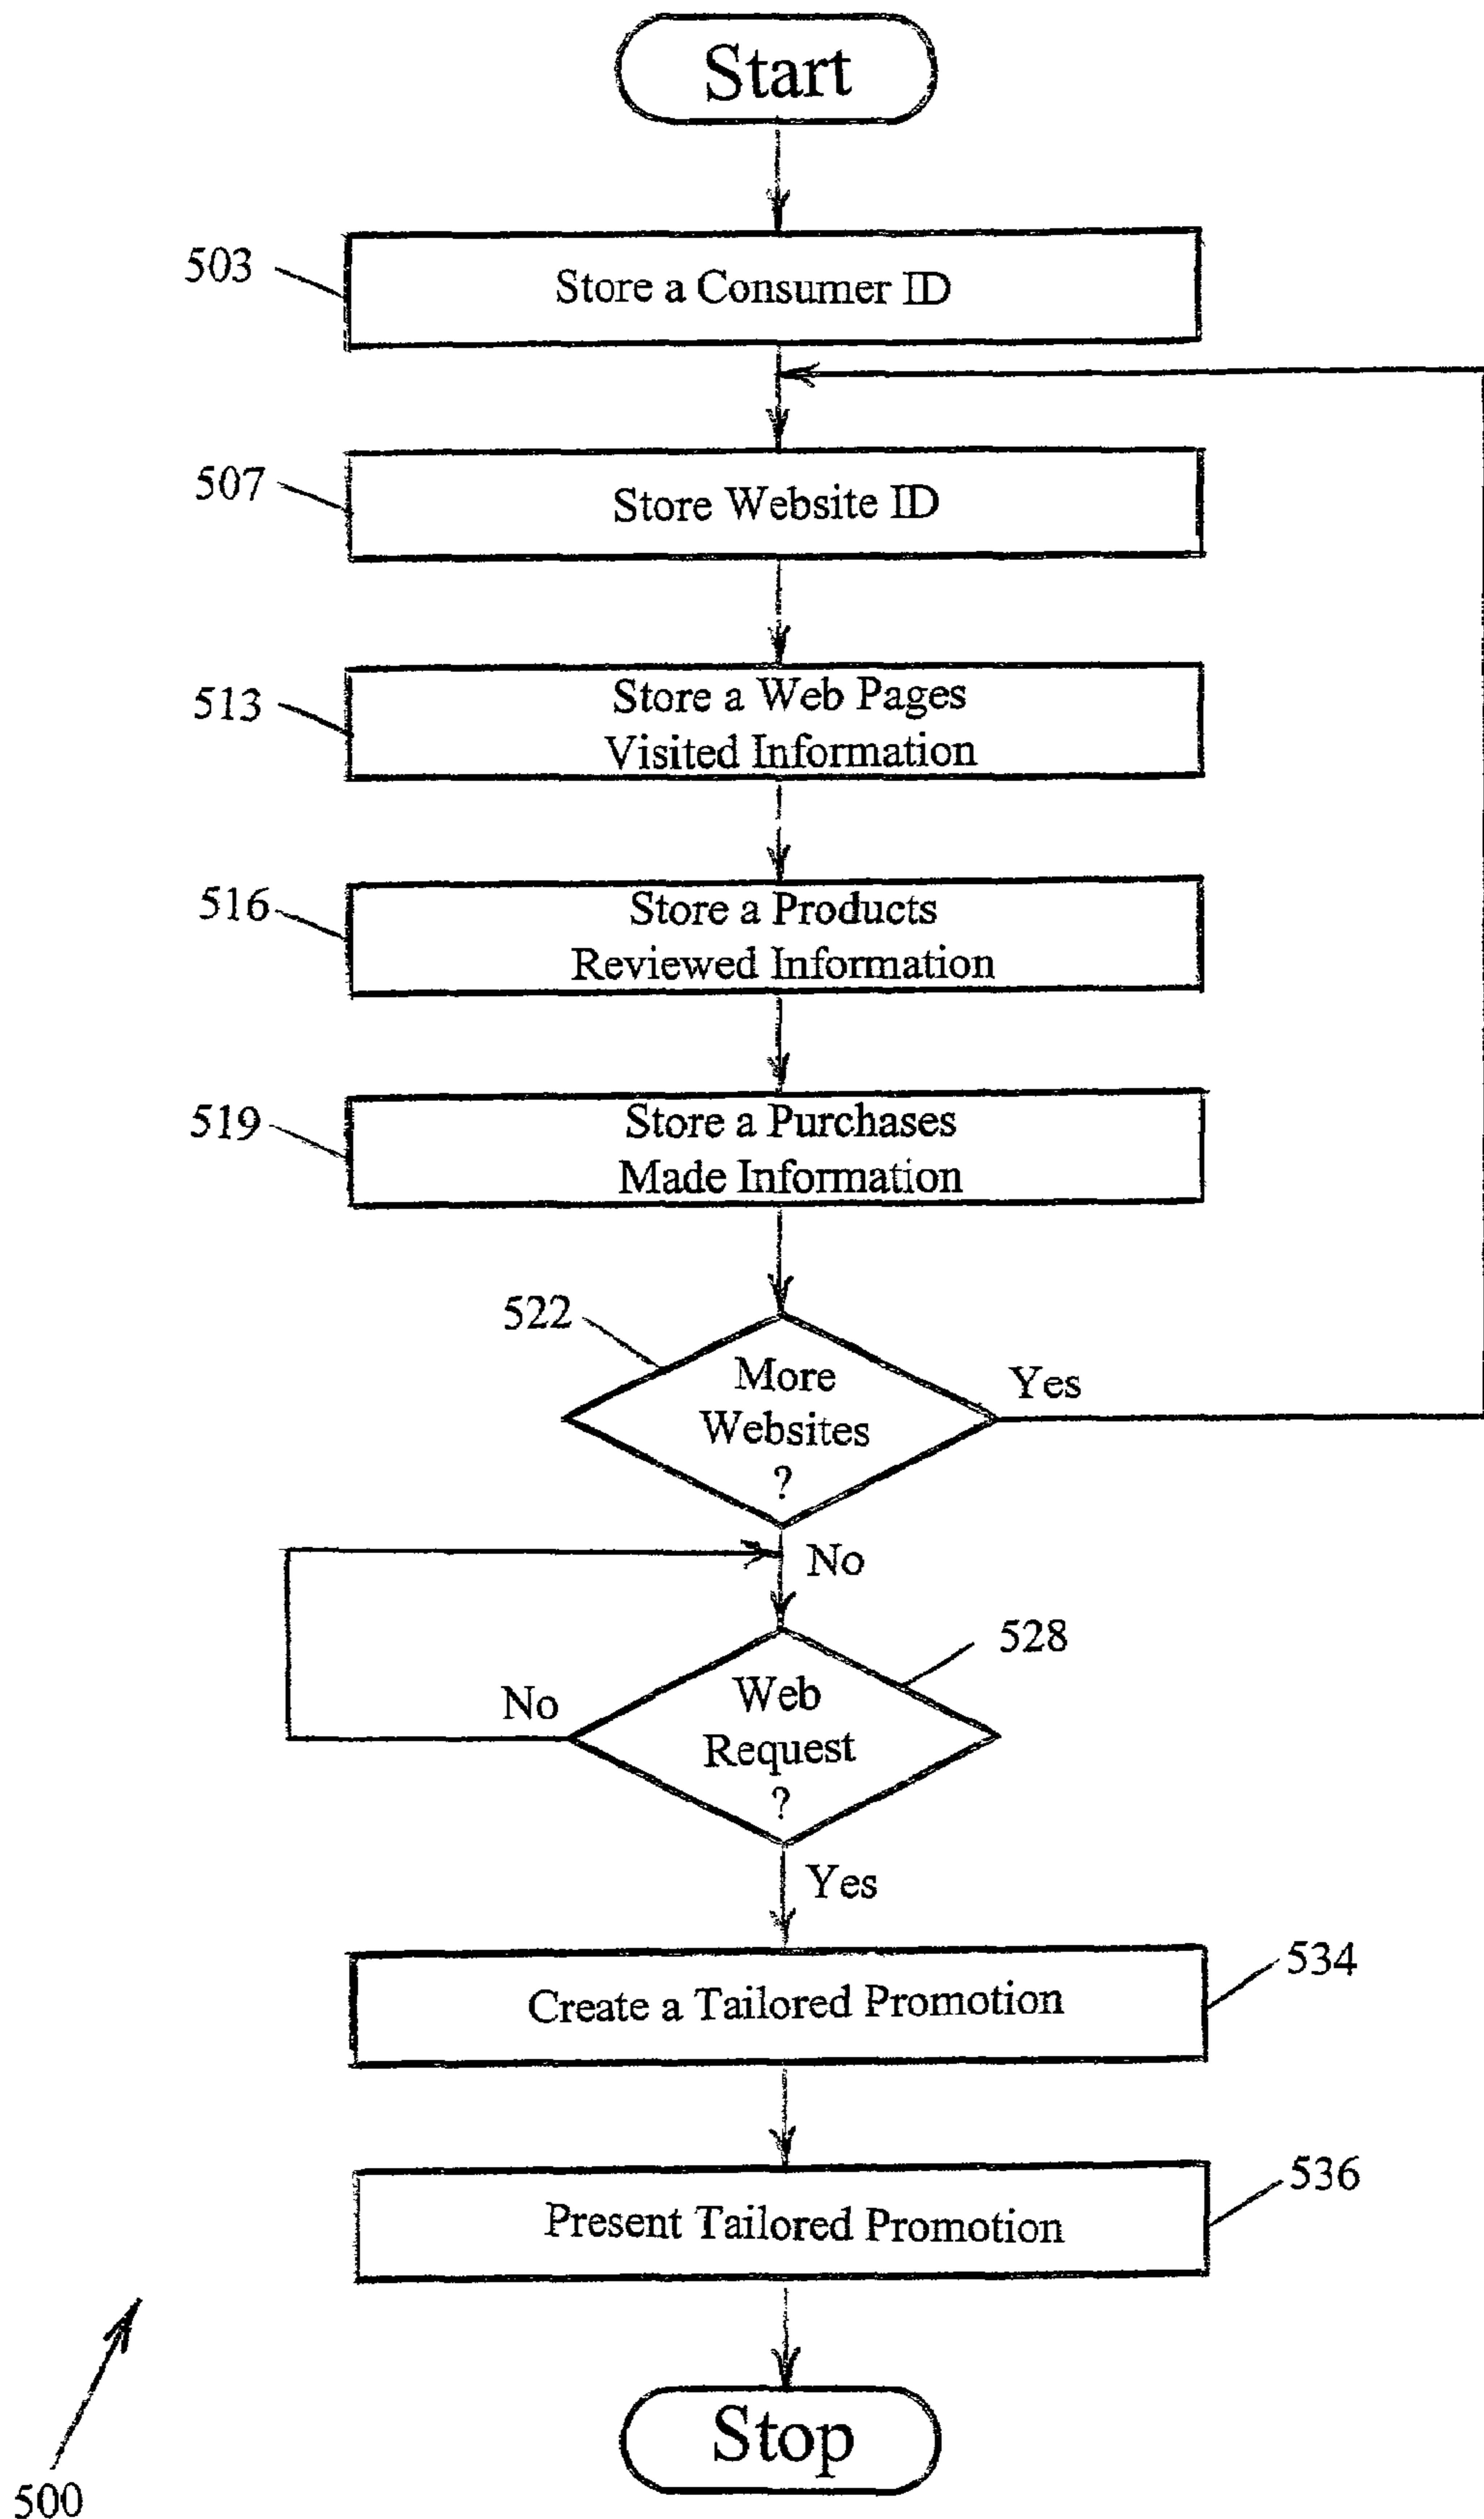 Start
503
Store a Consumer ID
507
Store Website ID
513
Store a Web Pages
Visited Information
516
Store a Products
Reviewed Information
519
Store a Purchases
Made Information
522
More
Websites
?
Yes
No
528
Web
Request
?
No
Yes
534
Create a Tailored Promotion
536
Present Tailored Promotion
Stop
500